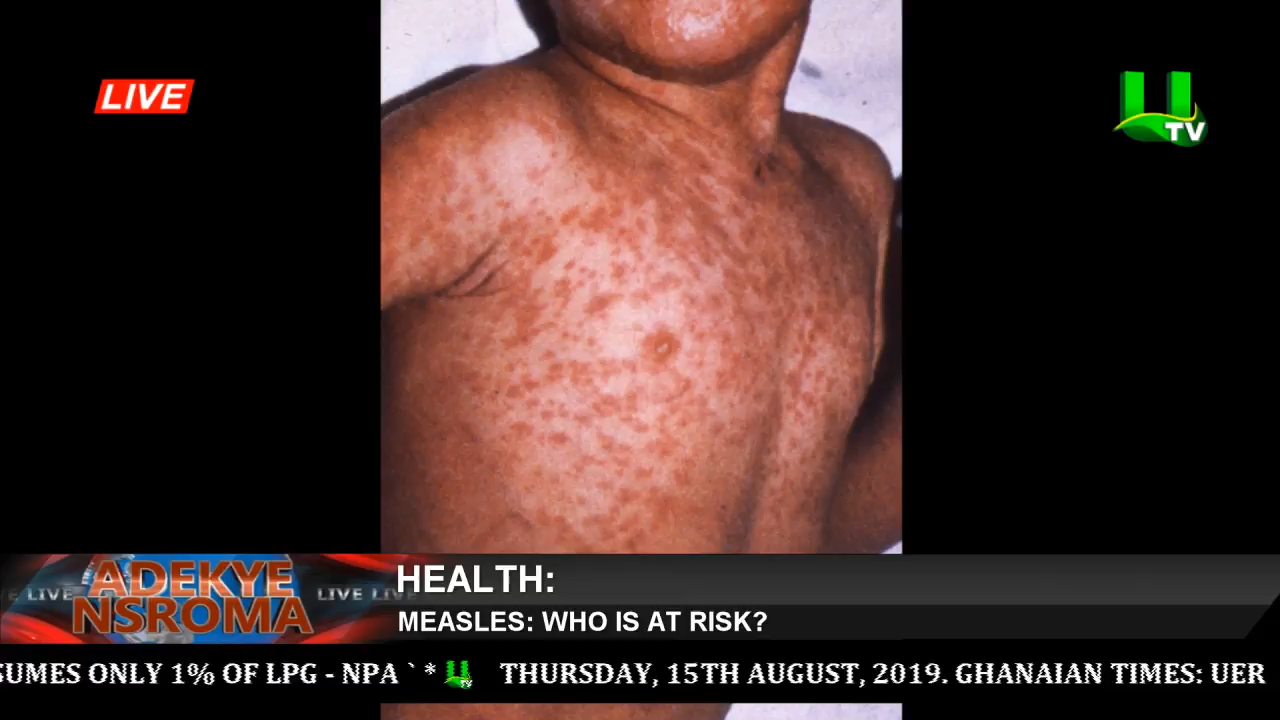 LIVE
U TV
HEALTH:
ADEKYE
NSROMA
LIVE
LIVE
MEASLES: WHO IS AT RISK?
SUMES ONLY 1% OF LPG - NPA ` * U TV THURSDAY, 15TH AUGUST, 2019. GHANAIAN TIMES: UER